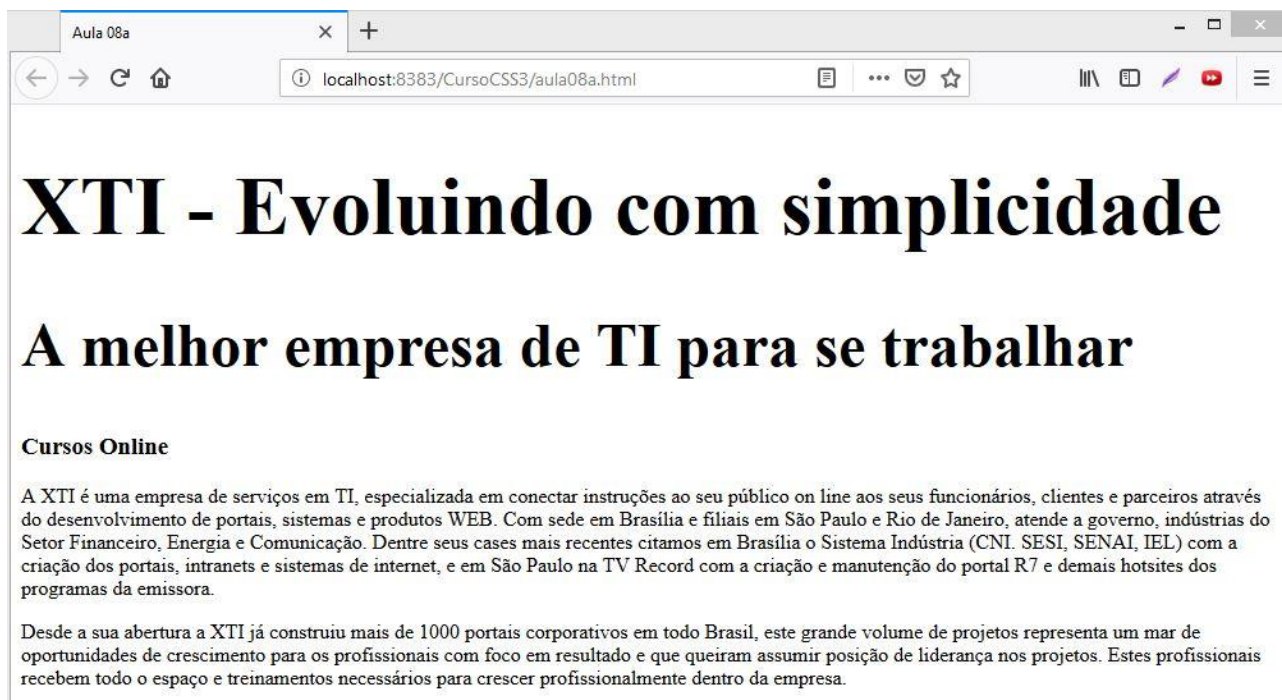 Aula 08a
localhost:8383/CursoCSS3/aula08a.html
XTI - Evoluindo com simplicidade
A melhor empresa de TI para se trabalhar
Cursos Online
A XTI é uma empresa de serviços em TI, especializada em conectar instruções ao seu público on line aos seus funcionários, clientes e parceiros através
do desenvolvimento de portais, sistemas e produtos WEB. Com sede em Brasília e filiais em São Paulo e Rio de Janeiro, atende a governo, indústrias do
Setor Financeiro, Energia e Comunicação. Dentre seus cases mais recentes citamos em Brasília o Sistema Indústria (CNI. SESI, SENAI, IEL) com a
criação dos portais, intranets e sistemas de internet, e em São Paulo na TV Record com a criação e manutenção do portal R7 e demais hotsites dos
programas da emissora.
Desde a sua abertura a XTI já construiu mais de 1000 portais corporativos em todo Brasil, este grande volume de projetos representa um mar de
oportunidades de crescimento para os profissionais com foco em resultado e que queiram assumir posição de liderança nos projetos. Estes profissionais
recebem todo o espaço e treinamentos necessários para crescer profissionalmente dentro da empresa.